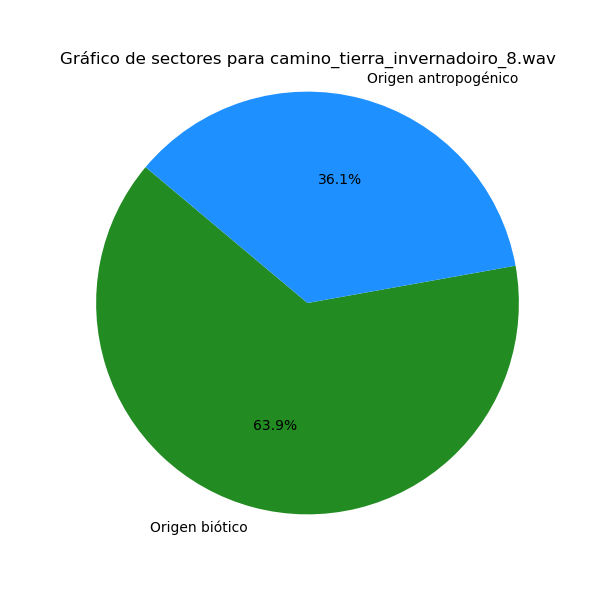 Gráfico de sectores para camino_tierra_invernadoiro_8.wav
Origen antropogénico
36.1%
63.9%
Origen biótico